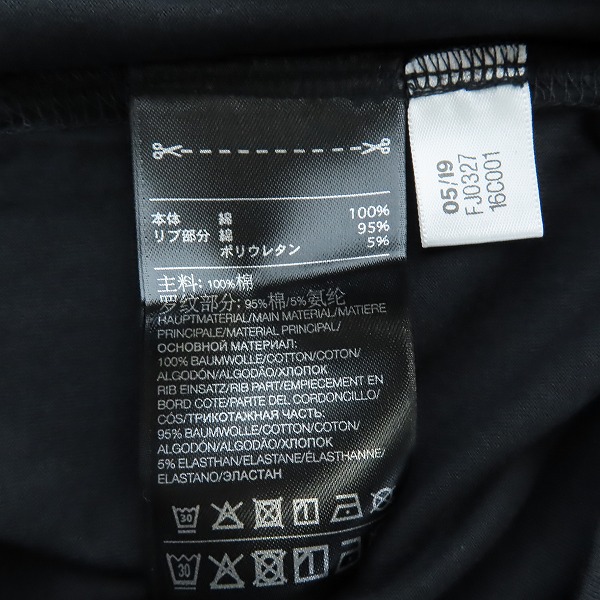 本体 綿 100%
リブ部分 綿 95%
ポリウレタン 5%
主料: 100%棉
罗纹部分: 95%棉/5%氨纶
HAUPTMATERIAL/MAIN MATERIAL/MATIERE
PRINCIPALE/MATERIAL PRINCIPAL/
ОСНОВНОЙ МАТЕРИАЛ:
100% BAUMWOLLE/COTTON/COTON/
ALGODÓN/ALGODÃO/ХЛОПОК
RIB EINSATZ/RIB PART/EMPIECEMENT EN
BORD COTE/PARTE DEL CORDONCILLO/
CÓS/ТРИКОТАЖНАЯ ЧАСТЬ:
95% BAUMWOLLE/COTTON/COTON/
ALGODÓN/ALGODÃO/ХЛОПОК
5% ELASTHAN/ELASTANE/ÉLASTHANNE/
ELASTANO/ЭЛАСТАН
30
30
05/19
FJ0327
16C001